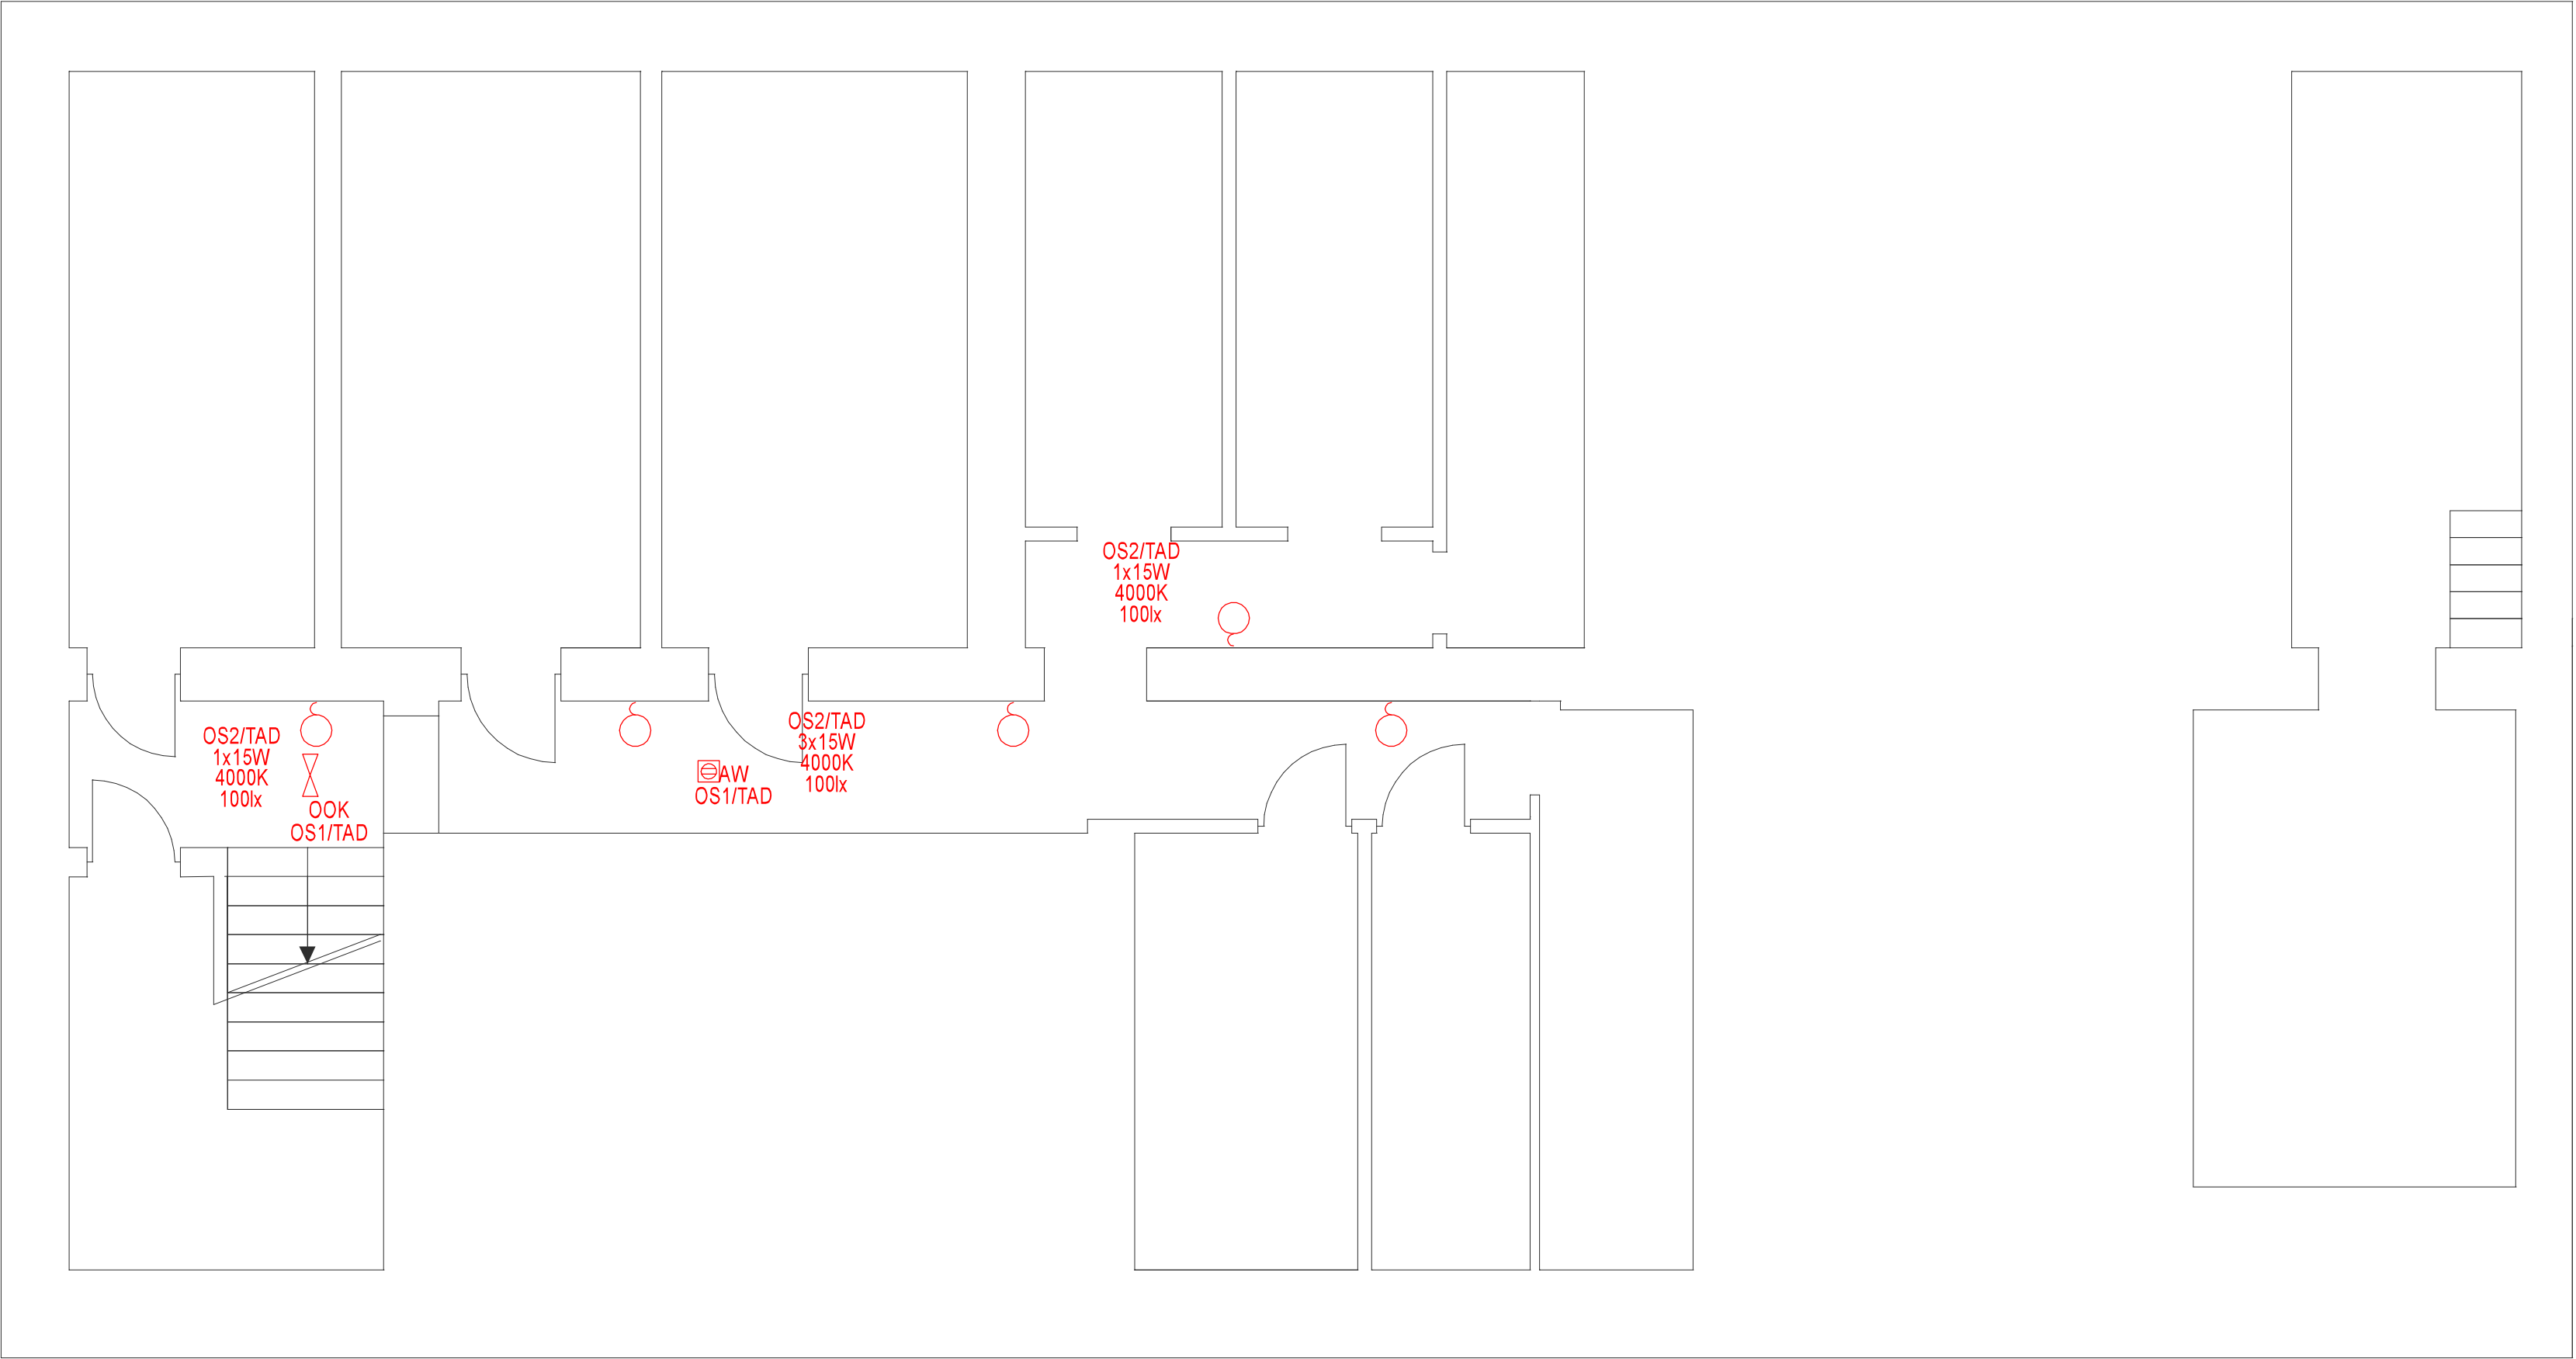 OS2/TAD
1x15W
4000K
100lx
OS2/TAD
1x15W
4000K
100lx
OOK
OS1/TAD
AW
OS1/TAD
OS2/TAD
3x15W
4000K
100lx